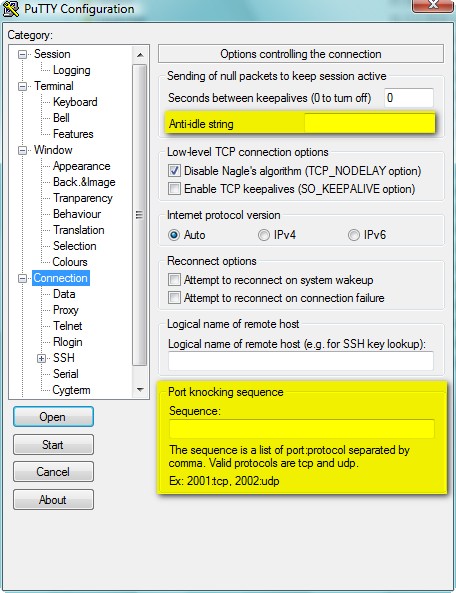 PuTTY Configuration
Category:
Session
Logging
Terminal
Keyboard
Bell
Features
Window
Appearance
Back.&Image
Tranparency
Behaviour
Translation
Selection
Colours
Connection
Data
Proxy
Telnet
Rlogin
SSH
Serial
Cygterm
Open
Start
Cancel
About
Options controlling the connection
Sending of null packets to keep session active
Seconds between keepalives (0 to turn off) 0
Anti-idle string
Low-level TCP connection options
Disable Nagle's algorithm (TCP_NODELAY option)
Enable TCP keepalives (SO_KEEPALIVE option)
Internet protocol version
Auto IPv4 IPv6
Reconnect options
Attempt to reconnect on system wakeup
Attempt to reconnect on connection failure
Logical name of remote host
Logical name of remote host (e.g. for SSH key lookup):
Port knocking sequence
Sequence:
The sequence is a list of port:protocol separated by
comma. Valid protocols are tcp and udp.
Ex: 2001:tcp, 2002:udp